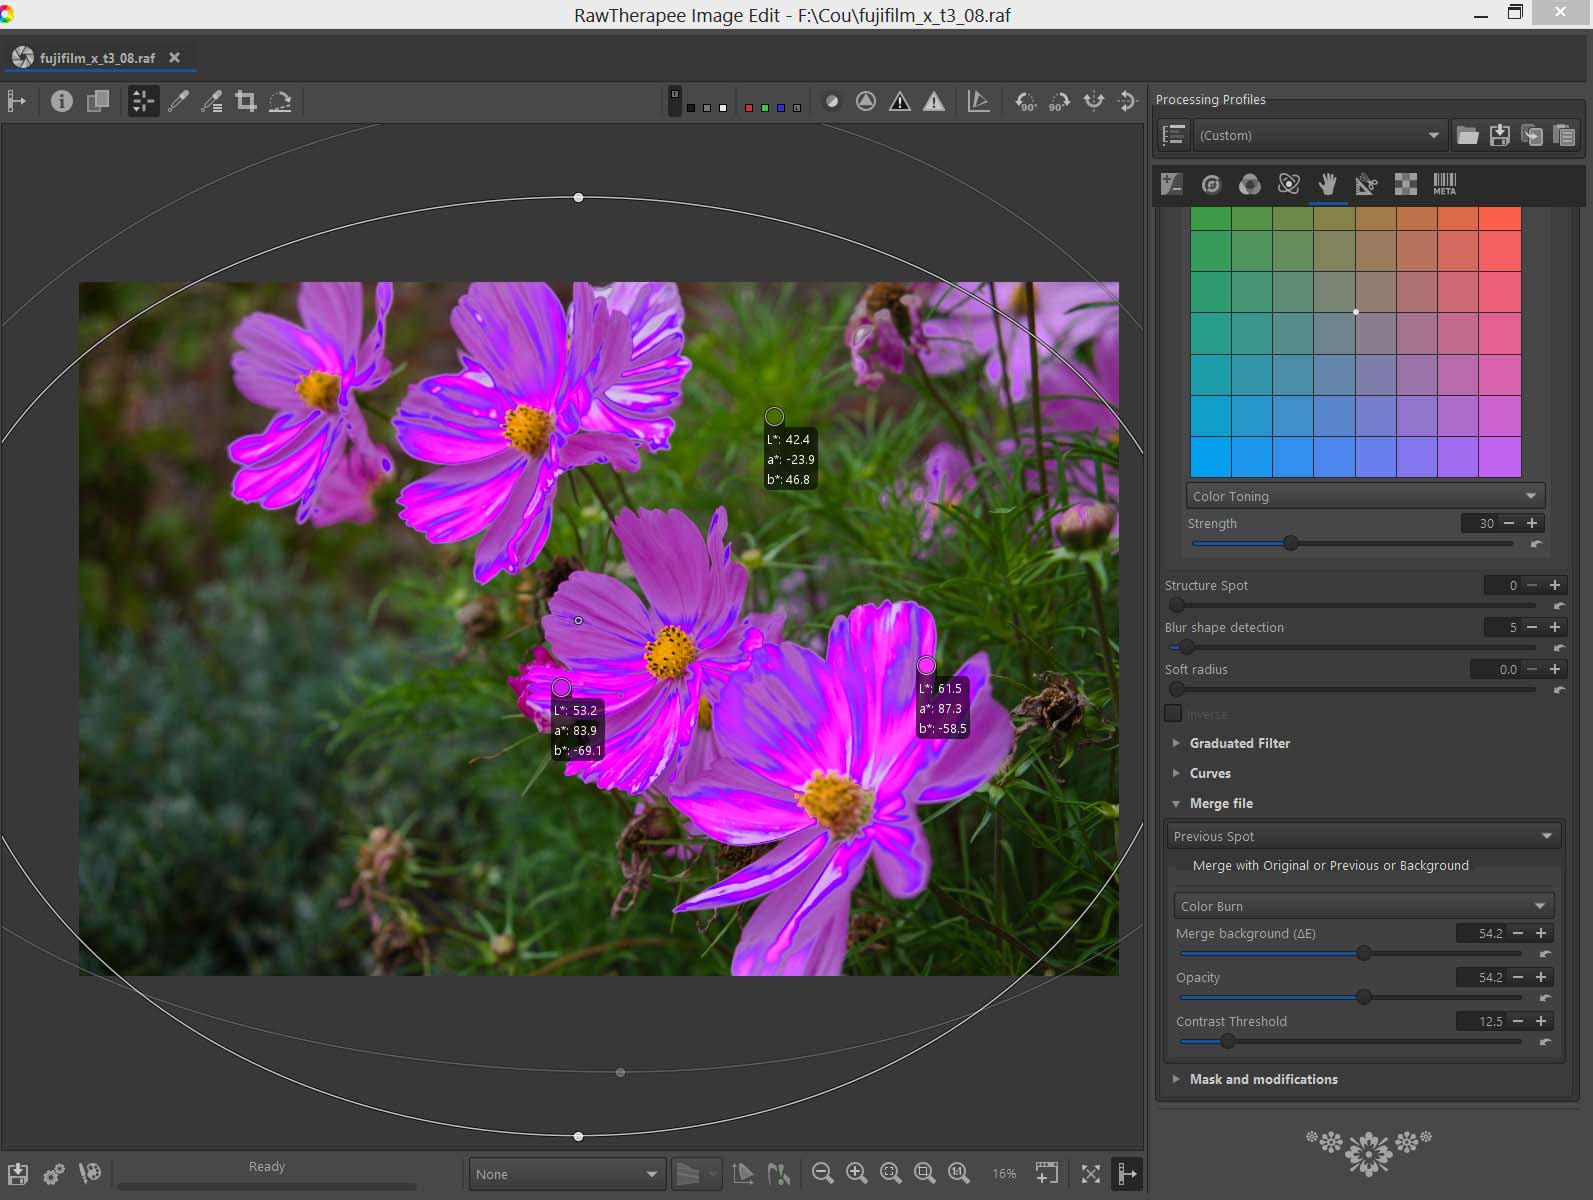 RawTherapee Image Edit - F:\Cou\fujifilm_x_t3_08.raf
fujifilm_x_t3_08.raf
90°
90°
Processing Profiles
(Custom)
META
L*: 42.4
a*: -23.9
b*: 46.8
L*: 53.2
a*: 83.9
b*: -69.1
L*: 61.5
a*: 87.3
b*: -58.5
Color Toning
Strength
30
Structure Spot
0
Blur shape detection
5
Soft radius
0.0
Inverse
Graduated Filter
Curves
Merge file
Previous Spot
Merge with Original or Previous or Background
Color Burn
Merge background (ΔE)
54.2
Opacity
54.2
Contrast Threshold
12.5
Mask and modifications
Ready
None
1:1
16%